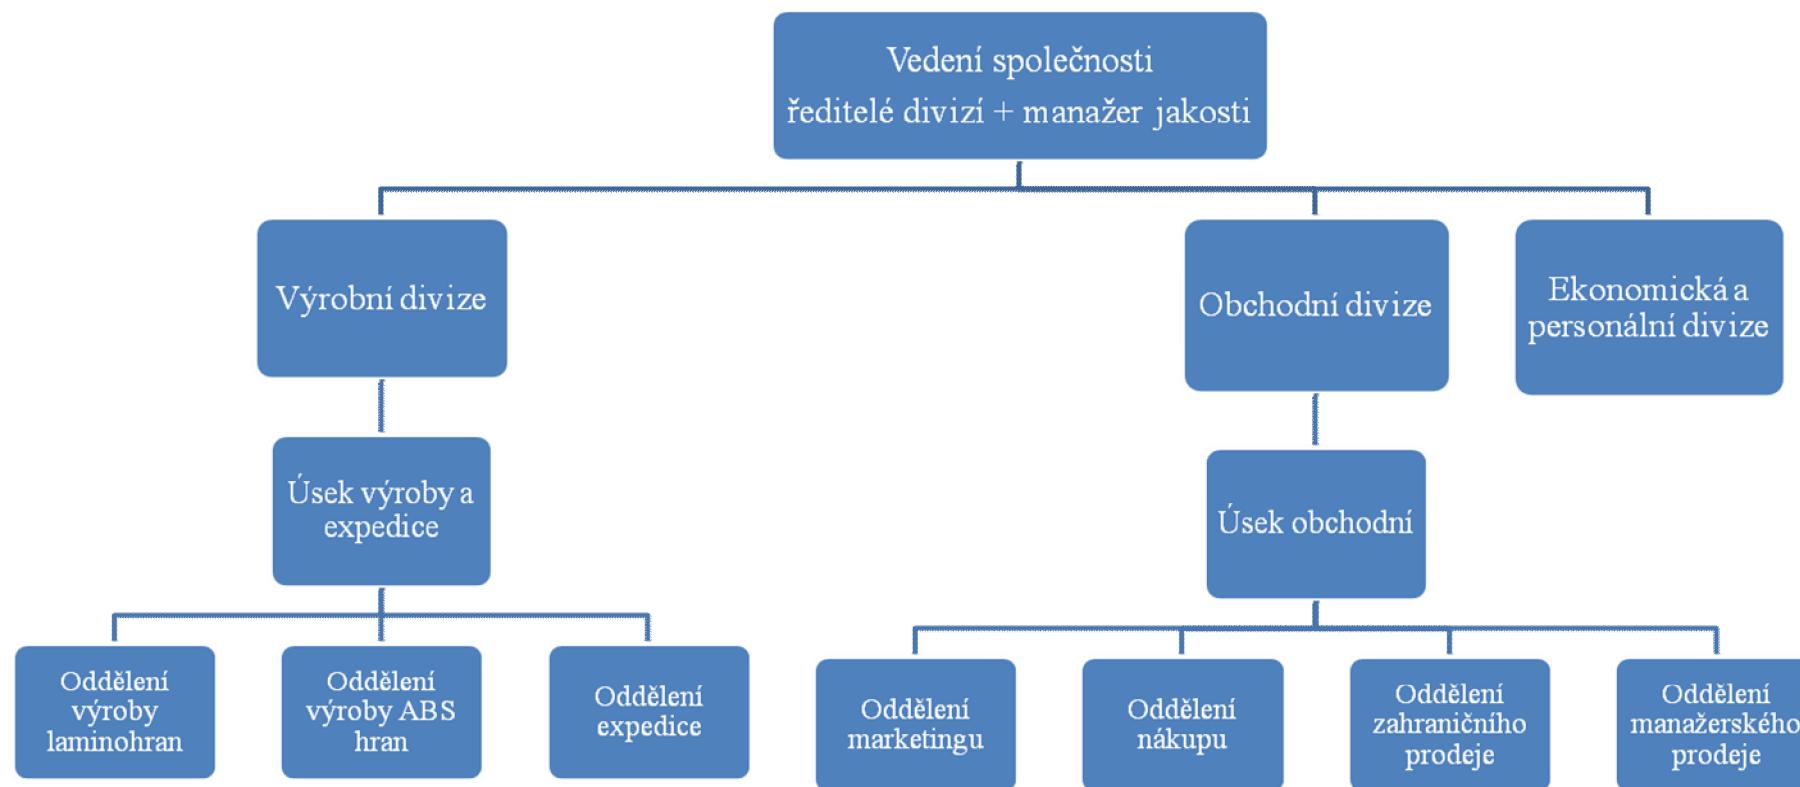 Vedení společnosti
ředitelé divizí + manažer jakosti
Výrobní divize
Obchodní divize
Ekonomická a
personální divize
Úsek výroby a
expedice
Úsek obchodní
Oddělení
výroby
laminohran
Oddělení
výroby ABS
hran
Oddělení
expedice
Oddělení
marketingu
Oddělení
nákupu
Oddělení
zahraničního
prodeje
Oddělení
manažerského
prodeje